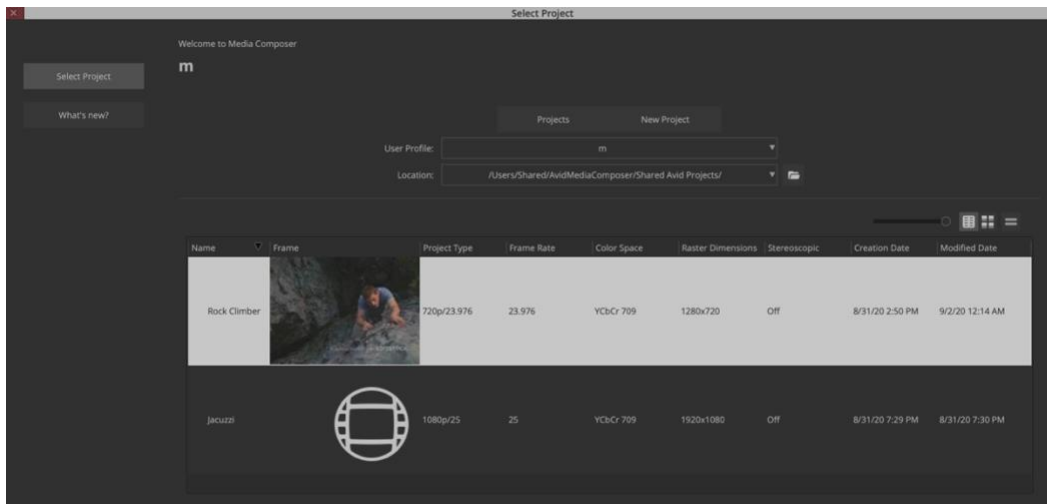 Select Project
Welcome to Media Composer
m
Select Project
What's new?
Projects New Project
User Profile: m
Location: /Users/Shared/AvidMediaComposer/Shared Avid Projects/
Name Frame Project Type Frame Rate Color Space Raster Dimensions Stereoscopic Creation Date Modified Date
Rock Climber 720p/23.976 23.976 YCbCr 709 1280x720 Off 8/31/20 2:50 PM 9/2/20 12:14 AM
Jacuzzi 1080p/25 25 YCbCr 709 1920x1080 Off 8/31/20 7:29 PM 8/31/20 7:30 PM